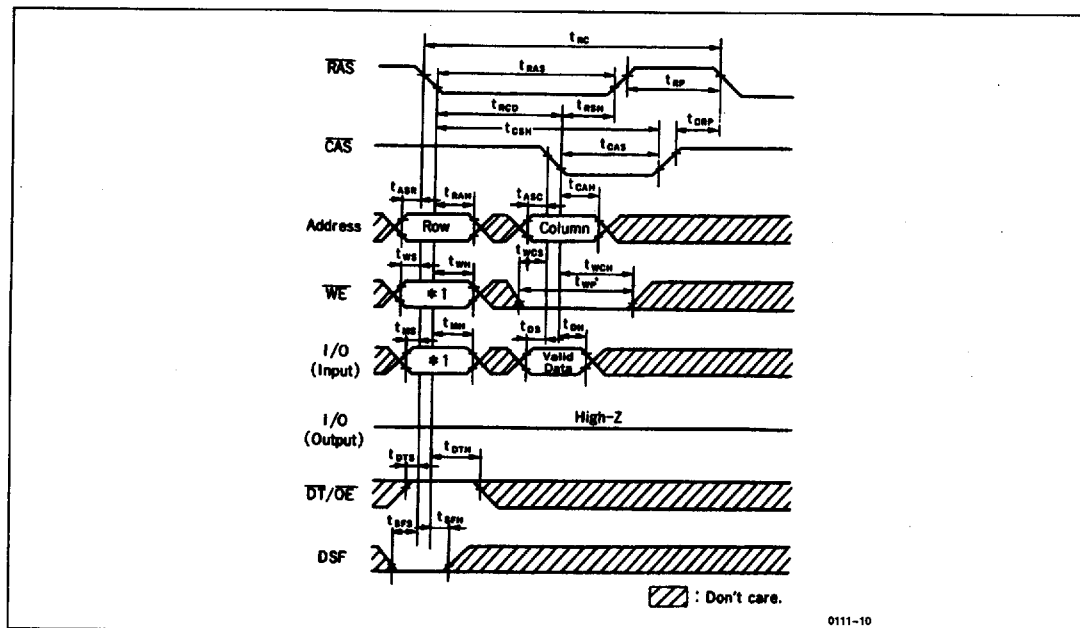 tRC
RAS
tRAS
tRP
tRCD
tRSH
tCSH
tCRP
CAS
tCAS
tASR
tRAH
tASC
tCAH
Address
Row
Column
tWS
tWH
tWCS
tWCH
tWP
WE
*1
tMS
tMH
tDS
tDH
I/O
(Input)
*1
Valid
Data
I/O
(Output)
High-Z
tDTS
tDTH
DT/OE
tSFS
tSFH
DSF
: Don't care.
0111-10